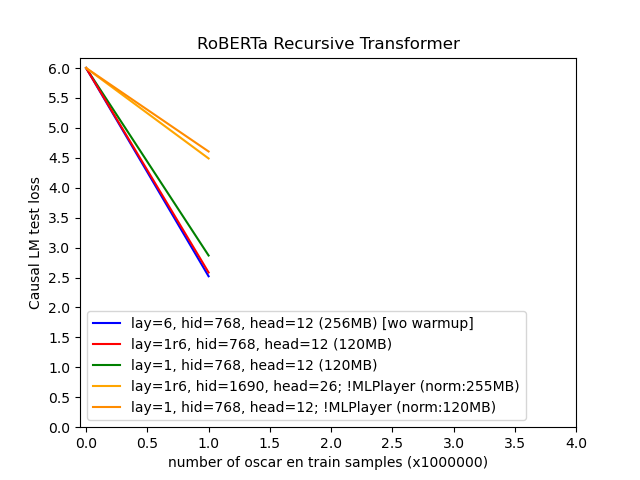 RoBERTa Recursive Transformer
6.0
5.5
5.0
4.5
4.0
3.5
3.0
2.5
2.0
1.5
1.0
0.5
0.0
Causal LM test loss
lay=6, hid=768, head=12 (256MB) [wo warmup]
lay=1r6, hid=768, head=12 (120MB)
lay=1, hid=768, head=12 (120MB)
lay=1r6, hid=1690, head=26; !MLPlayer (norm:255MB)
lay=1, hid=768, head=12; !MLPlayer (norm:120MB)
0.0 0.5 1.0 1.5 2.0 2.5 3.0 3.5 4.0
number of oscar en train samples (x1000000)